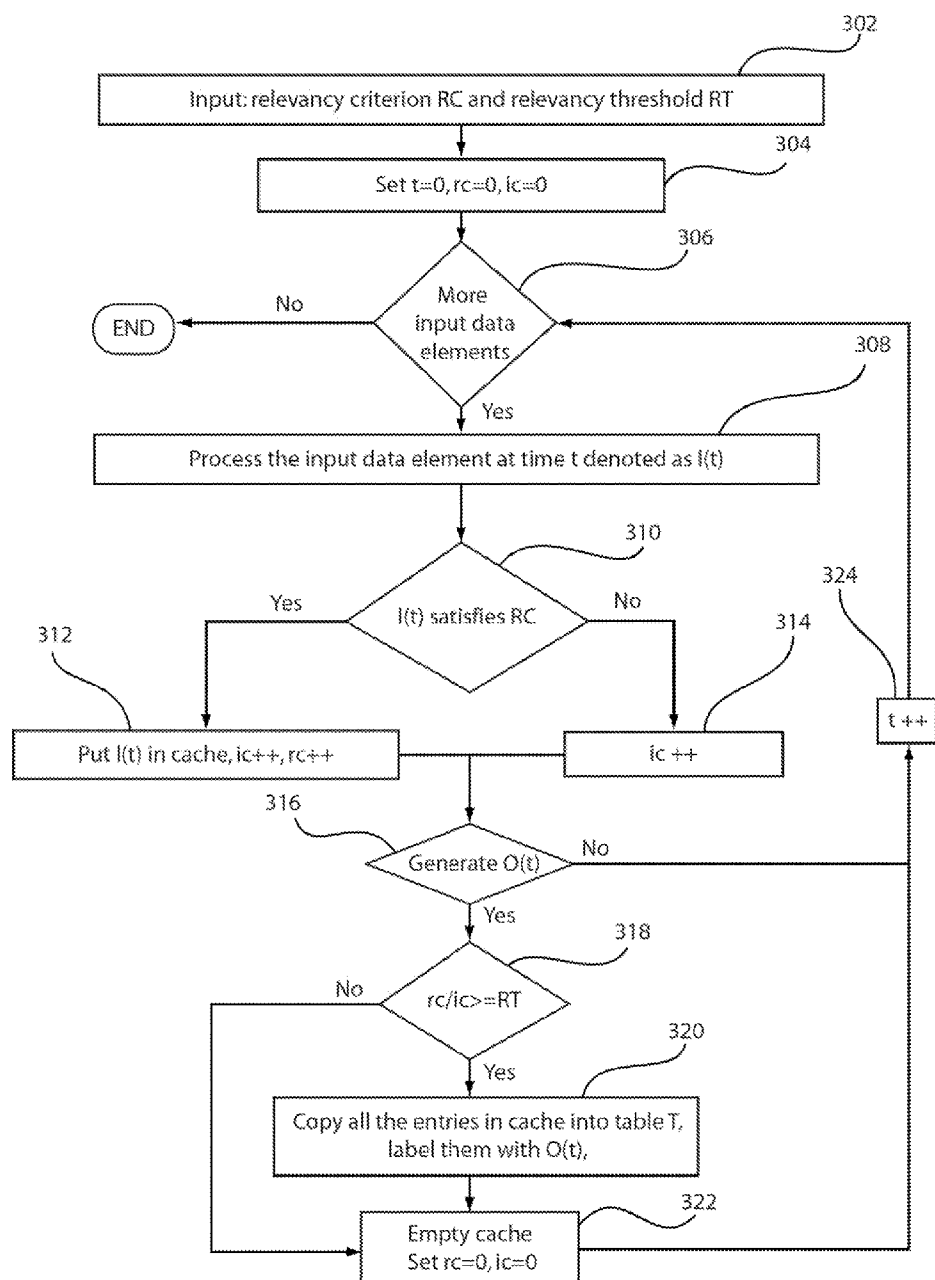 302
Input: relevancy criterion RC and relevancy threshold RT
304
Set t=0, rc=0, ic=0
306
More
input data
elements
No
END
Yes
308
Process the input data element at time t denoted as I(t)
310
I(t) satisfies RC
Yes
No
312
314
324
t ++
Put I(t) in cache, ic++, rc++
ic ++
316
Generate O(t)
No
Yes
318
rc/ic>=RT
No
Yes
320
Copy all the entries in cache into table T,
label them with O(t),
322
Empty cache
Set rc=0, ic=0